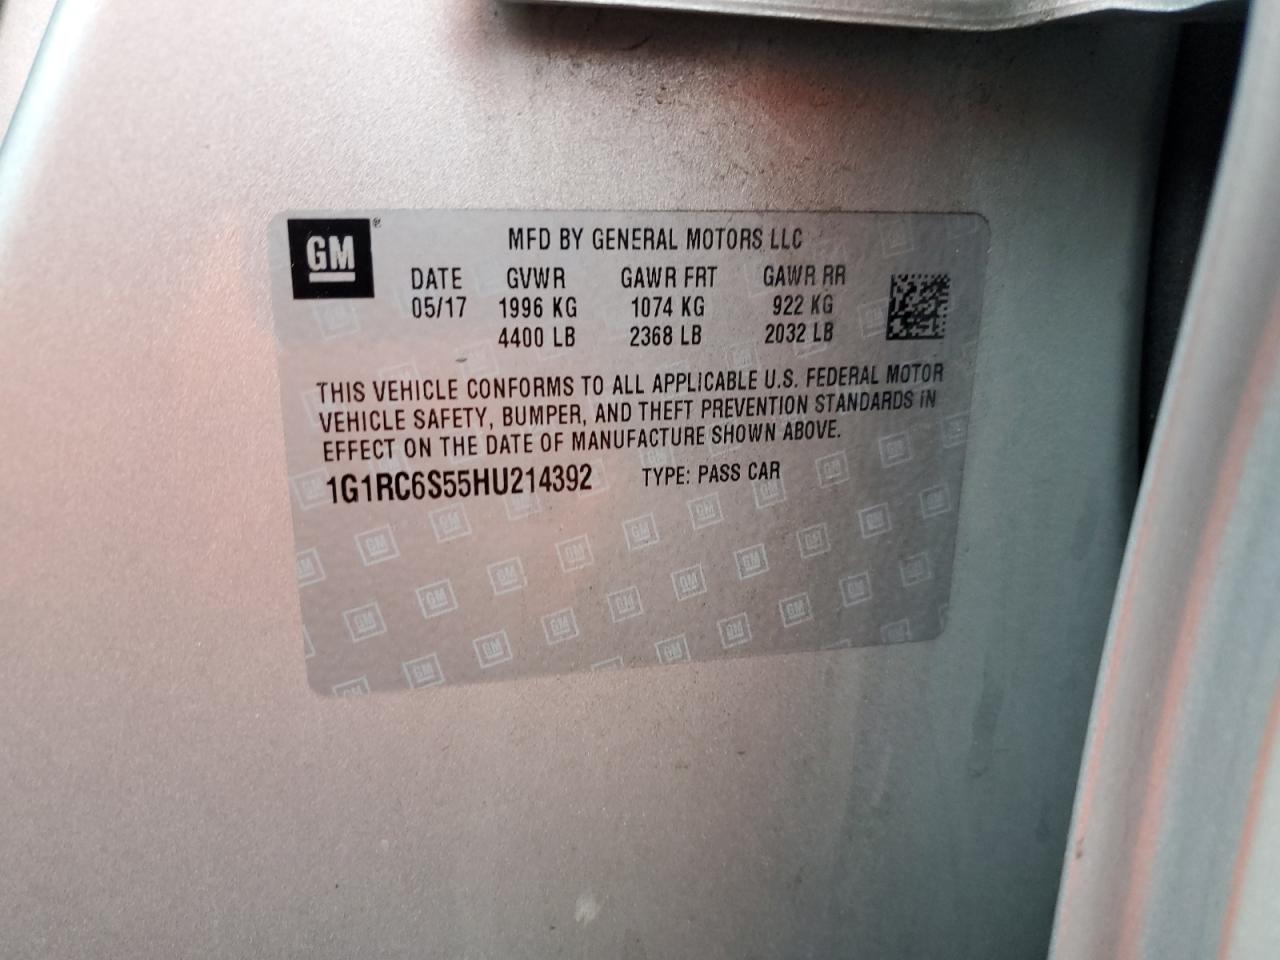 GM®
MFD BY GENERAL MOTORS LLC
DATE GVWR GAWR FRT GAWR RR
05/17 1996 KG 1074 KG 922 KG
4400 LB 2368 LB 2032 LB
THIS VEHICLE CONFORMS TO ALL APPLICABLE U.S. FEDERAL MOTOR
VEHICLE SAFETY, BUMPER, AND THEFT PREVENTION STANDARDS IN
EFFECT ON THE DATE OF MANUFACTURE SHOWN ABOVE.
1G1RC6S55HU214392 TYPE: PASS CAR